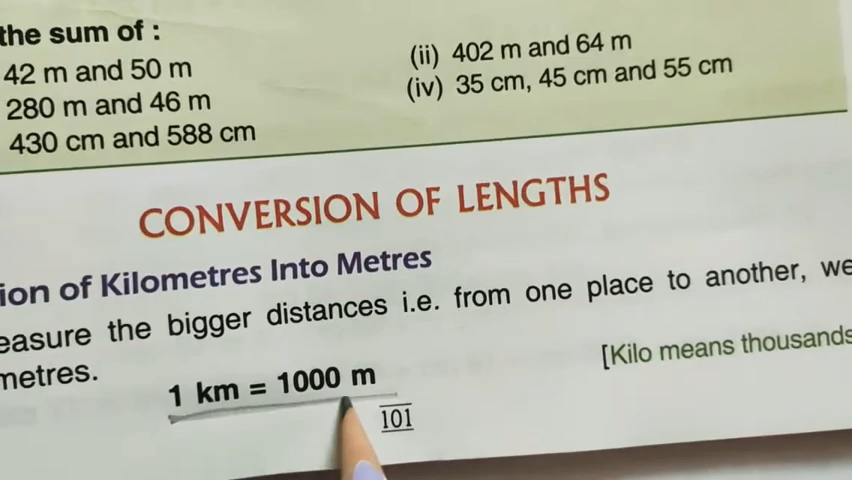 the sum of :
42 m and 50 m
(ii) 402 m and 64 m
280 m and 46 m
(iv) 35 cm, 45 cm and 55 cm
430 cm and 588 cm
CONVERSION OF LENGTHS
ion of Kilometres Into Metres
easure the bigger distances i.e. from one place to another, we
metres.
1 km = 1000 m
[Kilo means thousands
101